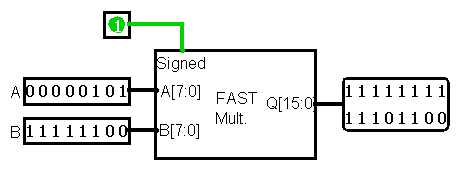 1
Signed
A 00000101 A[7:0]
FAST Mult.
Q[15:0]
11111111
11101100
B 11111100 B[7:0]